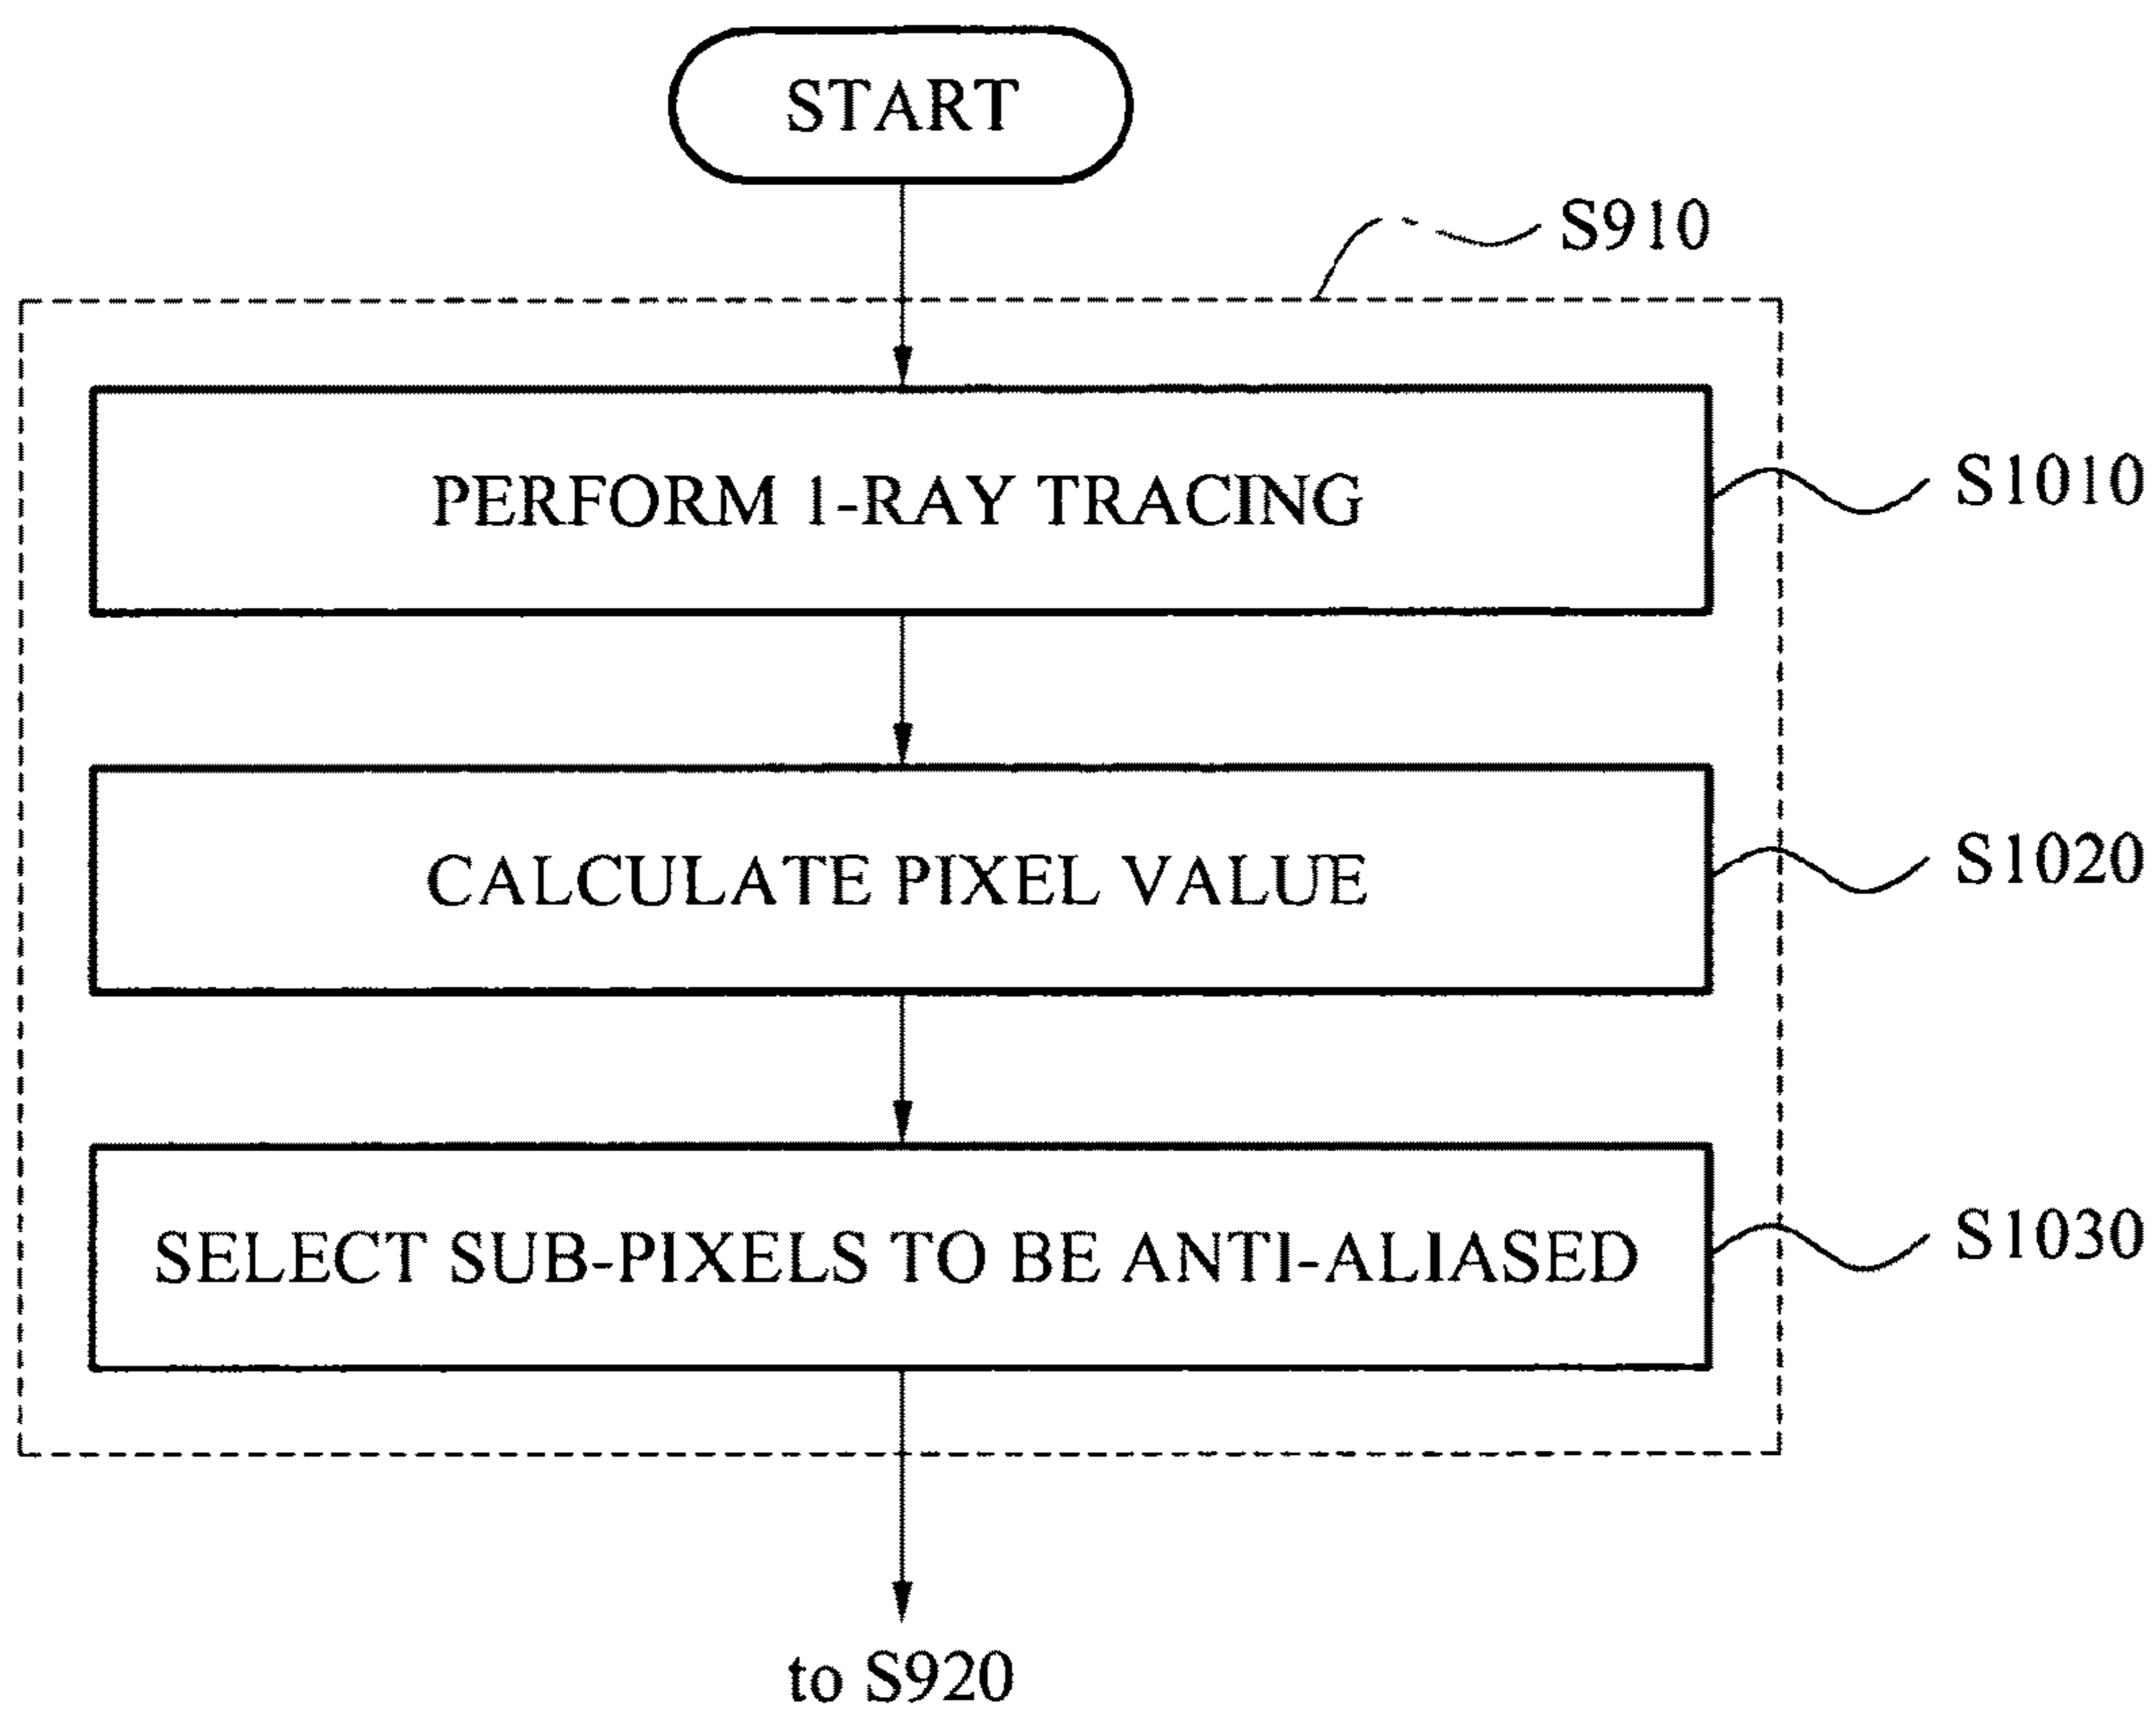 START
S910
PERFORM 1-RAY TRACING
S1010
CALCULATE PIXEL VALUE
S1020
SELECT SUB-PIXELS TO BE ANTI-ALIASED
S1030
to S920